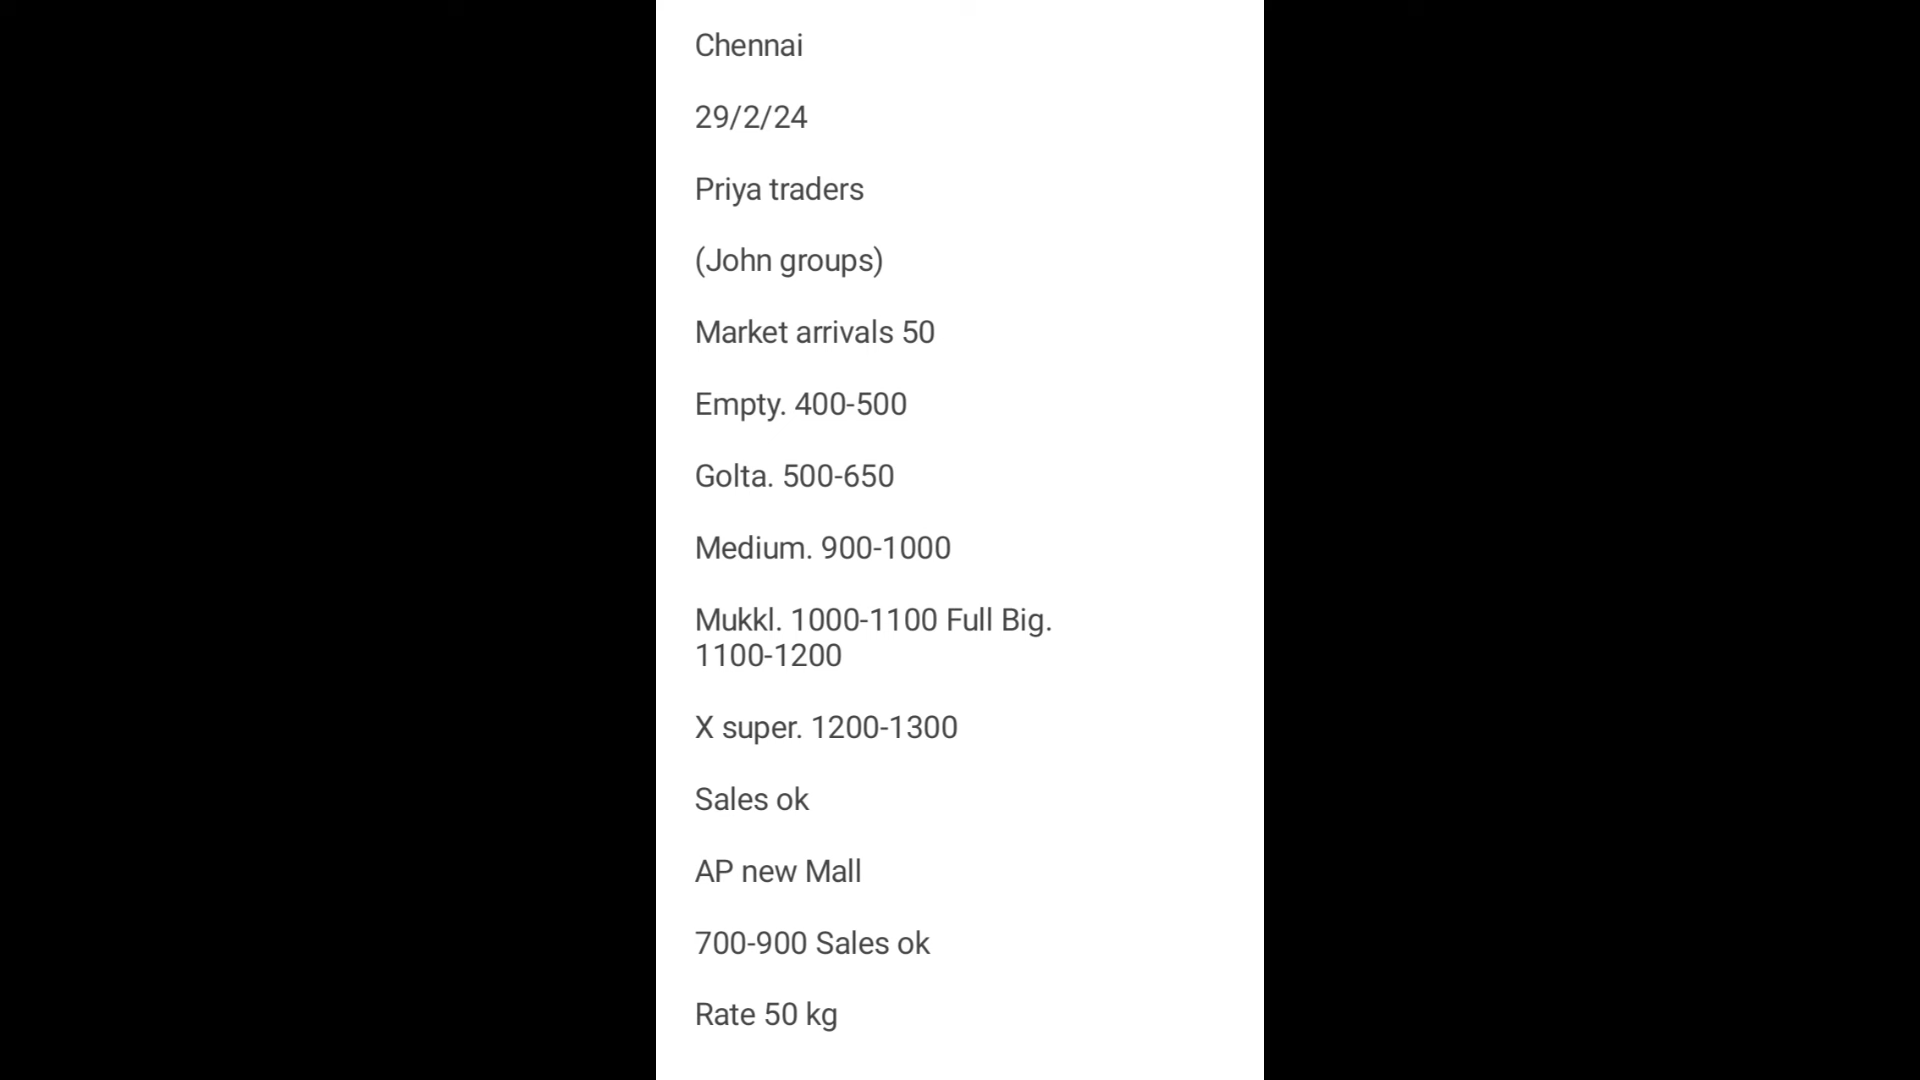 Chennai
29/2/24
Priya traders
(John groups)
Market arrivals 50
Empty. 400-500
Golta. 500-650
Medium. 900-1000
Mukkl. 1000-1100 Full Big.
1100-1200
X super. 1200-1300
Sales ok
AP new Mall
700-900 Sales ok
Rate 50 kg